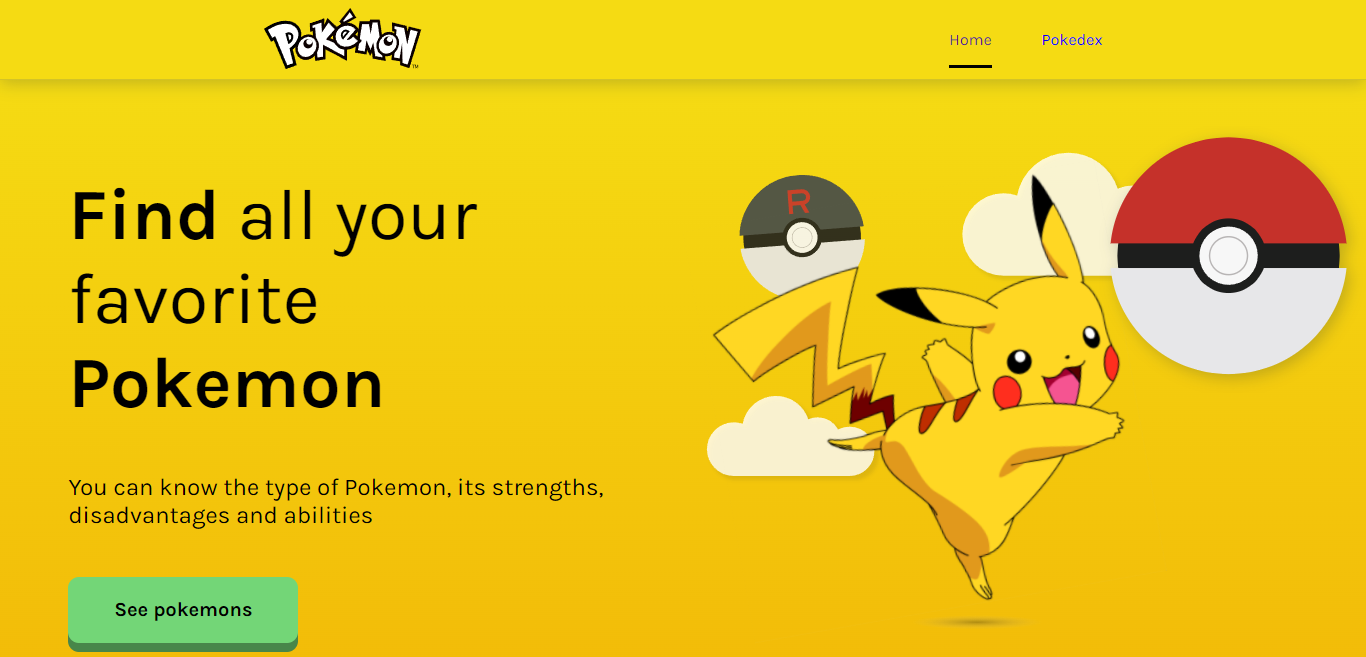 POKéMON
TM
Home
Pokedex
Find all your
favorite
Pokemon
R
You can know the type of Pokemon, its strengths,
disadvantages and abilities
See pokemons